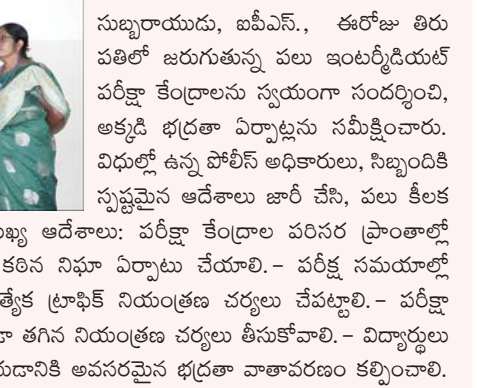 సుబ్బరాయుడు, ఐపీఎస్., ఈరోజు తిరు
పతిలో జరుగుతున్న పలు ఇంటర్మీడియట్
పరీక్షా కేంద్రాలను స్వయంగా సందర్శించి,
అక్కడి భద్రతా ఏర్పాట్లను సమీక్షించారు.
విధుల్లో ఉన్న పోలీస్ అధికారులు, సిబ్బందికి
స్పష్టమైన ఆదేశాలు జారీ చేసి, పలు కీలక
ఆదేశాలు: పరీక్షా కేంద్రాల పరిసర ప్రాంతాల్లో
కఠిన నిఘా ఏర్పాటు చేయాలి.- పరీక్ష సమయాల్లో
ట్రాఫిక్ నియంత్రణ చర్యలు చేపట్టాలి.- పరీక్షా
తగిన నియంత్రణ చర్యలు తీసుకోవాలి.- విద్యార్థులు
అవసరమైన భద్రతా వాతావరణం కల్పించాలి.